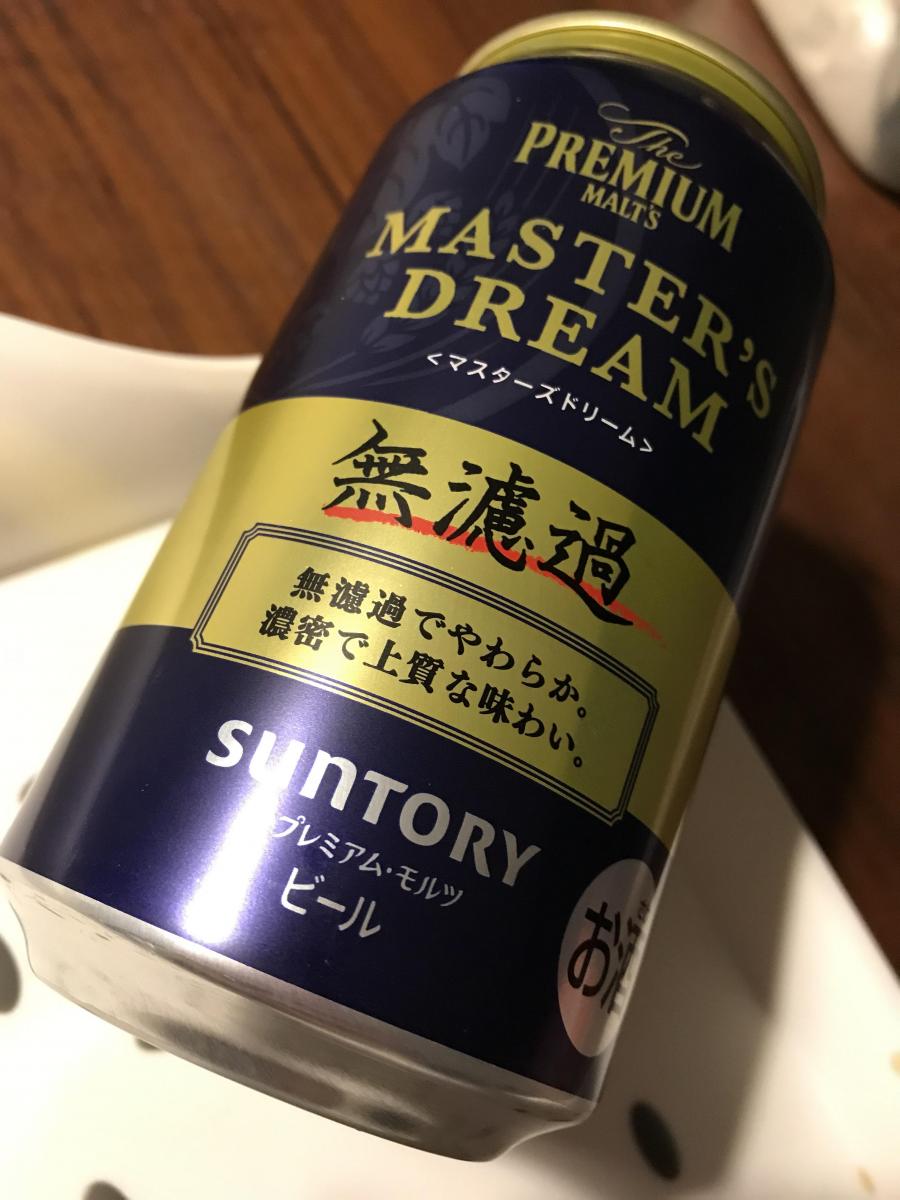 The
PREMIUM
MALT'S
MASTER'S
DREAM
<マスターズドリーム>
無濾過
無濾過でやわらか。
濃密で上質な味わい。
SUNTORY
プレミアム・モルツ
ビール
お